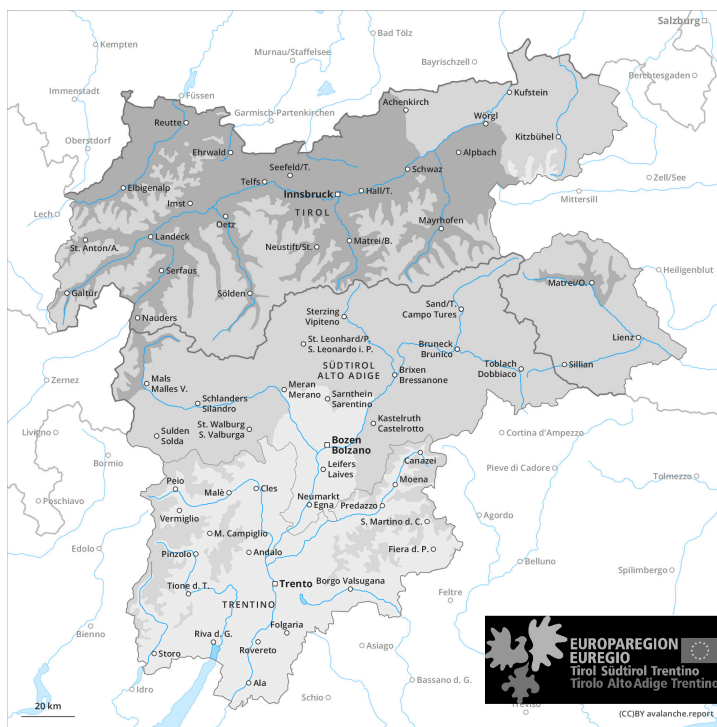 Salzburg
Kempten
Bad Tölz
Murnau/Staffelsee
Bayrischzell
Berchtesgaden
Immenstadt
Füssen
Garmisch-Partenkirchen
Achenkirch
Kufstein
Reutte
Wörgl
Oberstdorf
Ehrwald
Kitzbühel
Alpbach
Seefeld/T.
Schwaz
Zell/See
Telfs
Elbigenalp
Innsbruck
Hall/T.
Mittersill
Imst
TIROL
Lech
Oetz
Mayrhofen
St. Anton/A.
Landeck
Neustift/St.
Matrei/B.
Serfaus
Heiligenblut
Matrei/O.
Galtür
Sölden
Nauders
Sterzing
Vipiteno
Sand/T.
Campo Tures
Lienz
St. Leonhard/P.
S. Leonardo i. P.
Bruneck
Brunico
SÜDTIROL
ALTO ADIGE
Brixen
Bressanone
Toblach
Dobbiaco
Sillian
Zernez
Mals
Malles V.
Meran
Merano
Schlanders
Silandro
Sarnthein
Sarentino
St. Walburg
S. Valburga
Kastelruth
Castelrotto
Livigno
Sulden
Solda
Bozen
Bolzano
Cortina d'Ampezzo
Bormio
Canazei
Pieve di Cadore
Leifers
Laives
Tolmezzo
Peio
Malè
Cles
Moena
Poschiavo
Neumarkt
Egna
Predazzo
Vermiglio
Agordo
S. Martino d. C.
M. Campiglio
Edolo
Pinzolo
Andalo
Fiera d. P.
Belluno
Spilimbergo
Tione d. T.
Trento
Borgo Valsugana
Feltre
TRENTINO
Bienno
Folgaria
Riva d. G.
Rovereto
Asiago
Storo
Ala
Bassano d. G.
Idro
Schio
Treviso
EUROPAREGION
EUREGIO
Tirol Südtirol Trentino
Tirolo AltoAdige Trentino
20 km
(CC)BY avalanche.report